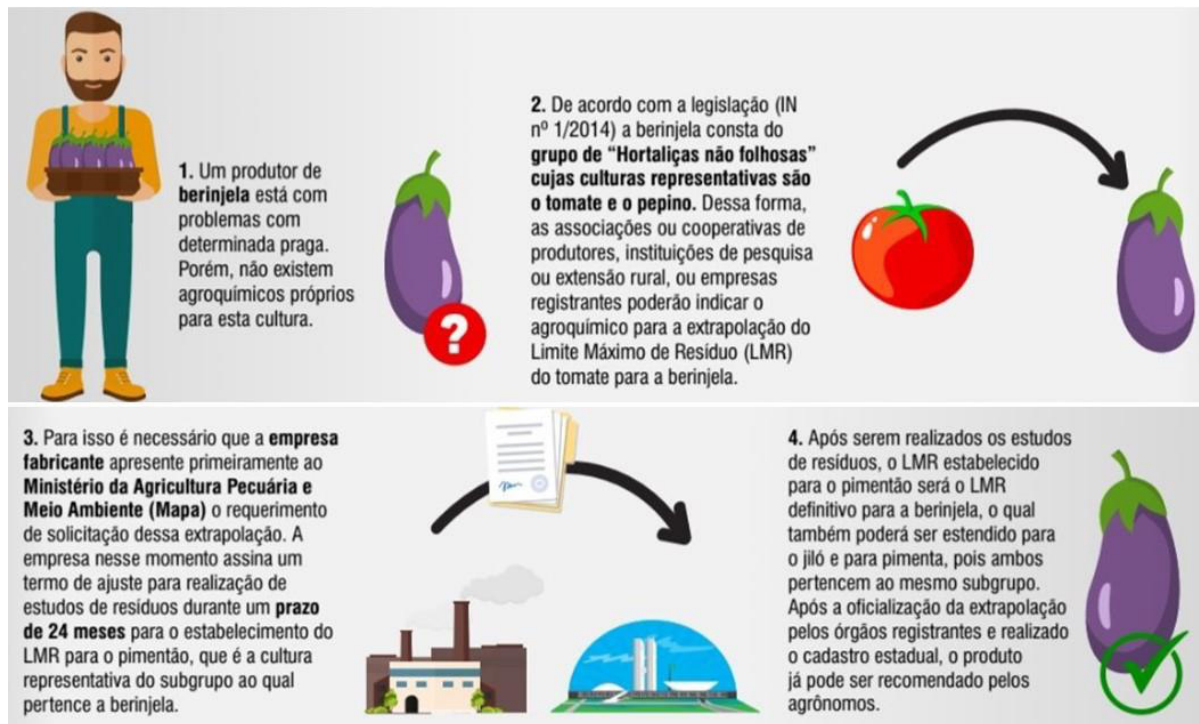 1. Um produtor de
berinjela está com
problemas com
determinada praga.
Porém, não existem
agroquímicos próprios
para esta cultura.
?
2. De acordo com a legislação (IN
nº 1/2014) a berinjela consta do
grupo de “Hortaliças não folhosas”
cujas culturas representativas são
o tomate e o pepino. Dessa forma,
as associações ou cooperativas de
produtores, instituições de pesquisa
ou extensão rural, ou empresas
registrantes poderão indicar o
agroquímico para a extrapolação do
Limite Máximo de Resíduo (LMR)
do tomate para a berinjela.
3. Para isso é necessário que a empresa
fabricante apresente primeiramente ao
Ministério da Agricultura Pecuária e
Meio Ambiente (Mapa) o requerimento
de solicitação dessa extrapolação. A
empresa nesse momento assina um
termo de ajuste para realização de
estudos de resíduos durante um prazo
de 24 meses para o estabelecimento do
LMR para o pimentão, que é a cultura
representativa do subgrupo ao qual
pertence a berinjela.
4. Após serem realizados os estudos
de resíduos, o LMR estabelecido
para o pimentão será o LMR
definitivo para a berinjela, o qual
também poderá ser estendido para
o jiló e para pimenta, pois ambos
pertencem ao mesmo subgrupo.
Após a oficialização da extrapolação
pelos órgãos registrantes e realizado
o cadastro estadual, o produto
já pode ser recomendado pelos
agrônomos.